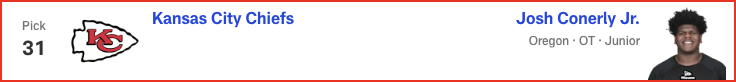 Pick
31
KC
Kansas City Chiefs
Josh Conerly Jr.
Oregon · OT · Junior